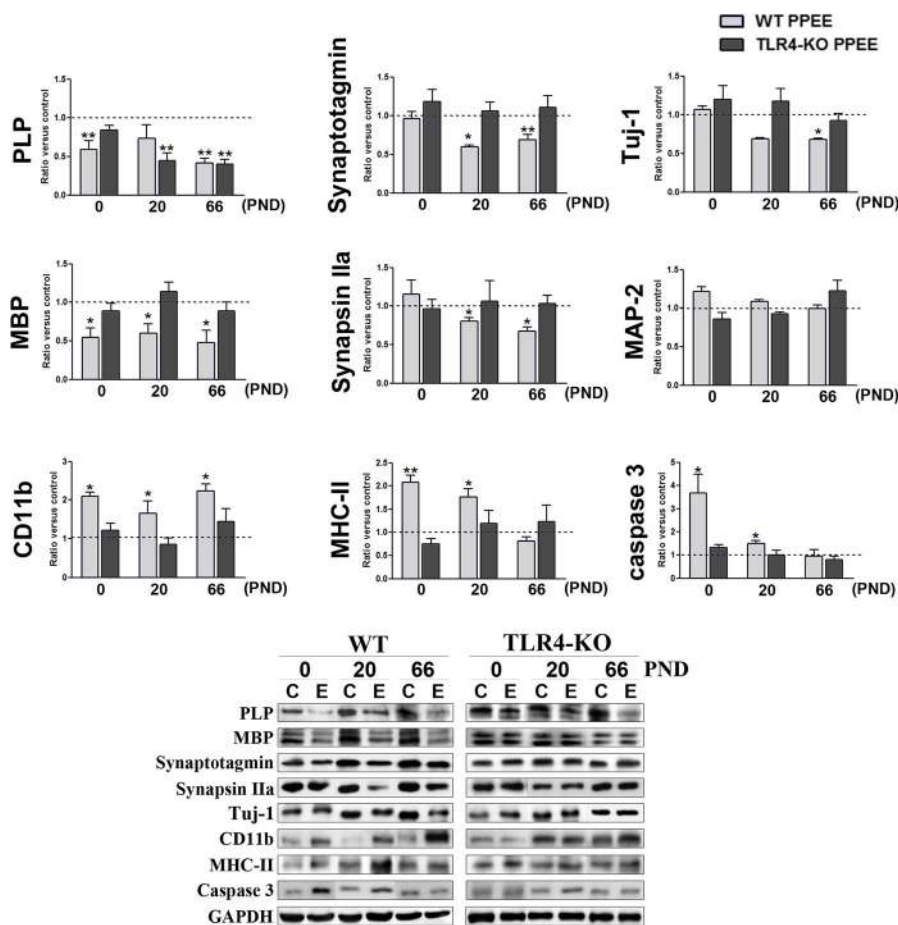 WT PPEE
TLR4-KO PPEE
PLP
Ratio versus control
1.5
1.0
0.5
0.0
** ** ** **
0 20 66 (PND)
Synaptotagmin
Ratio versus control
1.5
1.0
0.5
0.0
* **
0 20 66 (PND)
Tuj-1
Ratio versus control
1.5
1.0
0.5
0.0
*
0 20 66 (PND)
MBP
Ratio versus control
1.5
1.0
0.5
0.0
* * *
0 20 66 (PND)
Synapsin IIa
Ratio versus control
1.5
1.0
0.5
0.0
* *
0 20 66 (PND)
MAP-2
Ratio versus control
1.5
1.0
0.5
0.0
0 20 66 (PND)
CD11b
Ratio versus control
3
2
1
0
* * *
0 20 66 (PND)
MHC-II
Ratio versus control
2.5
2.0
1.5
1.0
0.5
0.0
** *
0 20 66 (PND)
caspase 3
Ratio versus control
5
4
3
2
1
0
* *
0 20 66 (PND)
WT TLR4-KO
0 20 66 0 20 66 PND
C E C E C E C E C E C E
PLP
MBP
Synaptotagmin
Synapsin IIa
Tuj-1
CD11b
MHC-II
Caspase 3
GAPDH